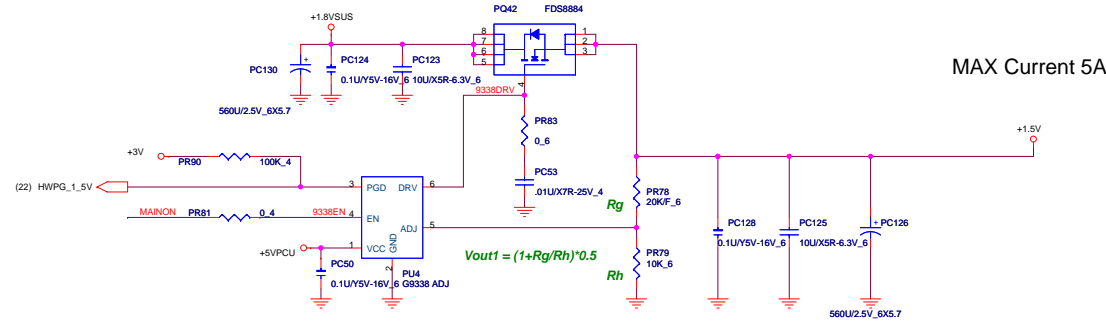 +1.8VSUS
PQ42 FDS8884
8
7
6
5
1
2
3
4
PC130
+
560U/2.5V_6X5.7
PC124
0.1U/Y5V-16V_6
PC123
10U/X5R-6.3V_6
MAX Current 5A
9338DRV
PR83
0_6
PC53
.01U/X7R-25V_4
+1.5V
+3V
PR90
100K_4
(22) HWPG_1_5V
MAINON
PR81
0_4
9338EN
3 PGD DRV 6
4 EN
ADJ 5
1 VCC GND
2
PU4
G9338 ADJ
+5VPCU
PC50
0.1U/Y5V-16V_6
Rg
PR78
20K/F_6
Vout1 = (1+Rg/Rh)*0.5
Rh
PR79
10K_6
PC128
0.1U/Y5V-16V_6
PC125
10U/X5R-6.3V_6
+
PC126
560U/2.5V_6X5.7